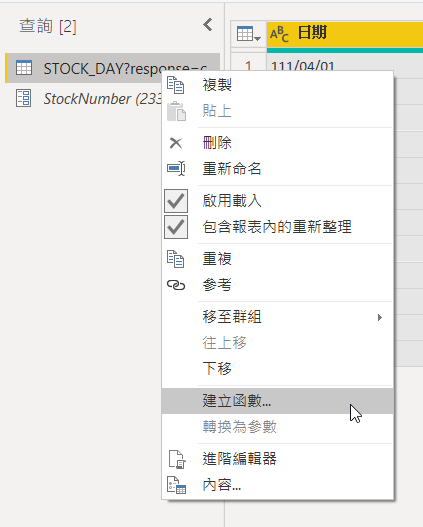 查詢 [2]
STOCK_DAY?response=c
StockNumber (233
ABC 日期
1 111/04/01
複製
貼上
刪除
重新命名
啟用載入
包含報表內的重新整理
重複
參考
移至群組
往上移
下移
建立函數...
轉換為參數
進階編輯器
內容...